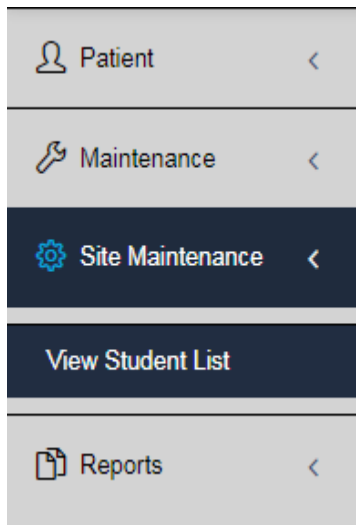 Patient
Maintenance
Site Maintenance
View Student List
Reports